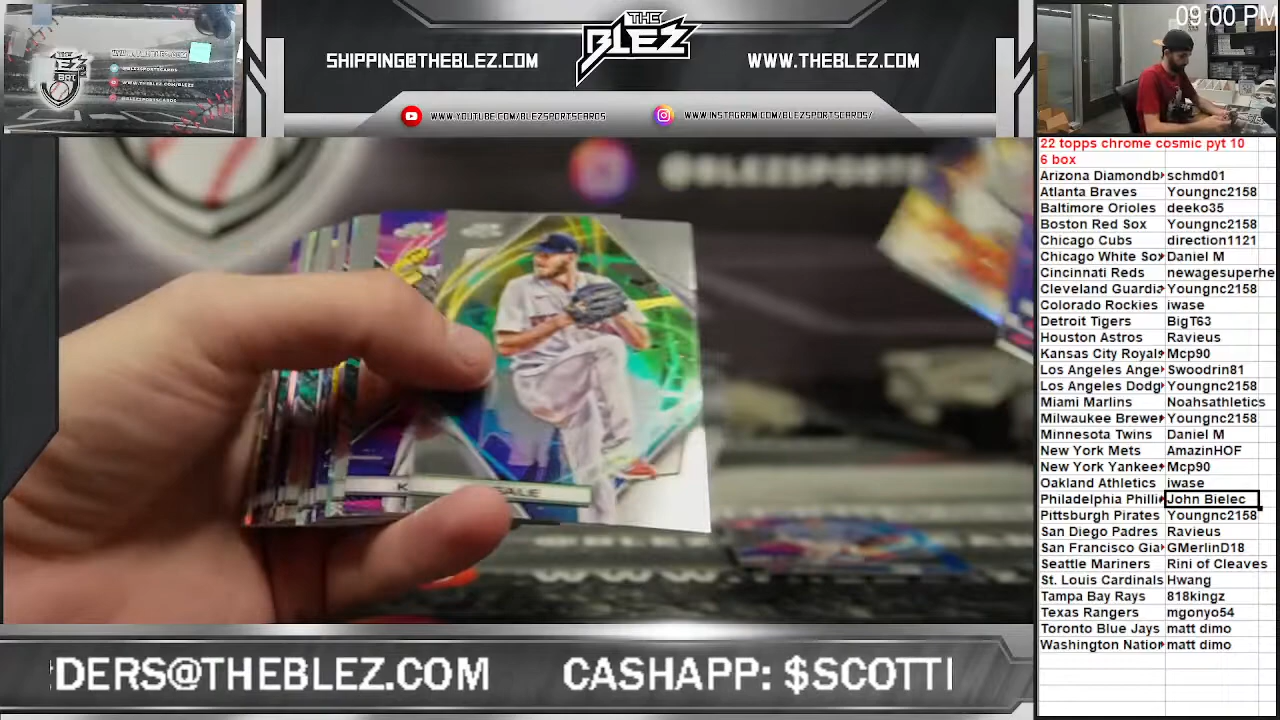 09:00 PM
THE
BLEZ
SHIPPING@THEBLEZ.COM
WWW.THEBLEZ.COM
WWW.YOUTUBE.COM/BLEZSPORTSCARDS
WWW.INSTAGRAM.COM/BLEZSPORTSCARDS/
@BLEZSPORTS
ALE
22 topps chrome cosmic pyt 10
6 box
Arizona Diamondb schmd01
Atlanta Braves Youngnc2158
Baltimore Orioles deeko35
Boston Red Sox Youngnc2158
Chicago Cubs direction1121
Chicago White Sox Daniel M
Cincinnati Reds newagesuperhe
Cleveland Guardia Youngnc2158
Colorado Rockies iwase
Detroit Tigers BigT63
Houston Astros Ravieus
Kansas City Royals Mcp90
Los Angeles Ange Swoodrin81
Los Angeles Dodg Youngnc2158
Miami Marlins Noahsathletics
Milwaukee Brewe Youngnc2158
Minnesota Twins Daniel M
New York Mets AmazinHOF
New York Yankee Mcp90
Oakland Athletics iwase
Philadelphia Philli John Bielec
Pittsburgh Pirates Youngnc2158
San Diego Padres Ravieus
San Francisco Gia GMerlinD18
Seattle Mariners Rini of Cleaves
St. Louis Cardinals Hwang
Tampa Bay Rays 818kingz
Texas Rangers mgonyo54
Toronto Blue Jays matt dimo
Washington Nation matt dimo
DERS@THEBLEZ.COM CASHAPP: $SCOTTI